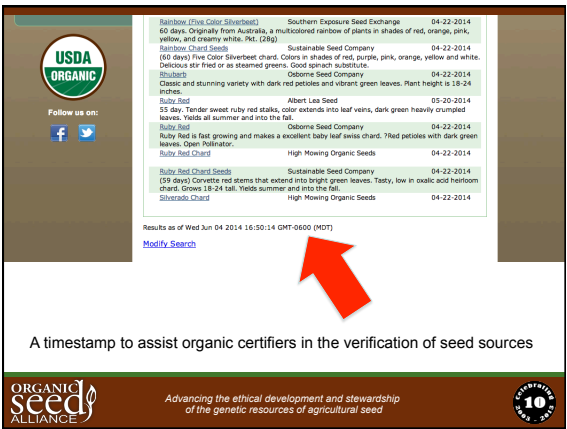 Rainbow (Five Color Silverbeet) Southern Exposure Seed Exchange 04-22-2014
60 days. Originally from Australia, a multicolored rainbow of plants in shades of red, orange, pink,
yellow, and creamy white. Pkt. (28g)
Rainbow Chard Seeds Sustainable Seed Company 04-22-2014
(60 days) Five Color Silverbeet chard. Colors in shades of red, purple, pink, orange, yellow and white.
Delicious stir fried or as steamed greens. Good spinach substitute.
Rhubarb Osborne Seed Company 04-22-2014
Classic and stunning variety with dark red petioles and vibrant green leaves. Plant height is 18-24
inches.
Ruby Red Albert Lea Seed 05-20-2014
55 day. Tender sweet ruby red stalks, color extends into leaf veins, dark green heavily crumpled
leaves. Yields all summer and into the fall.
Ruby Red Osborne Seed Company 04-22-2014
Ruby Red is fast growing and makes a excellent baby leaf swiss chard. ?Red petioles with dark green
leaves. Open Pollinator.
Ruby Red Chard High Mowing Organic Seeds 04-22-2014
Ruby Red Chard Seeds Sustainable Seed Company 04-22-2014
(59 days) Corvette red stems that extend into bright green leaves. Tasty, low in oxalic acid heirloom
chard. Grows 18-24 tall. Yields summer and into the fall.
Silverado Chard High Mowing Organic Seeds 04-22-2014
USDA
ORGANIC
Follow us on:
Results as of Wed Jun 04 2014 16:50:14 GMT-0600 (MDT)
Modify Search
A timestamp to assist organic certifiers in the verification of seed sources
ORGANIC
Seed
ALLIANCE
Advancing the ethical development and stewardship
of the genetic resources of agricultural seed
Celebrating
10
2003 - 2013